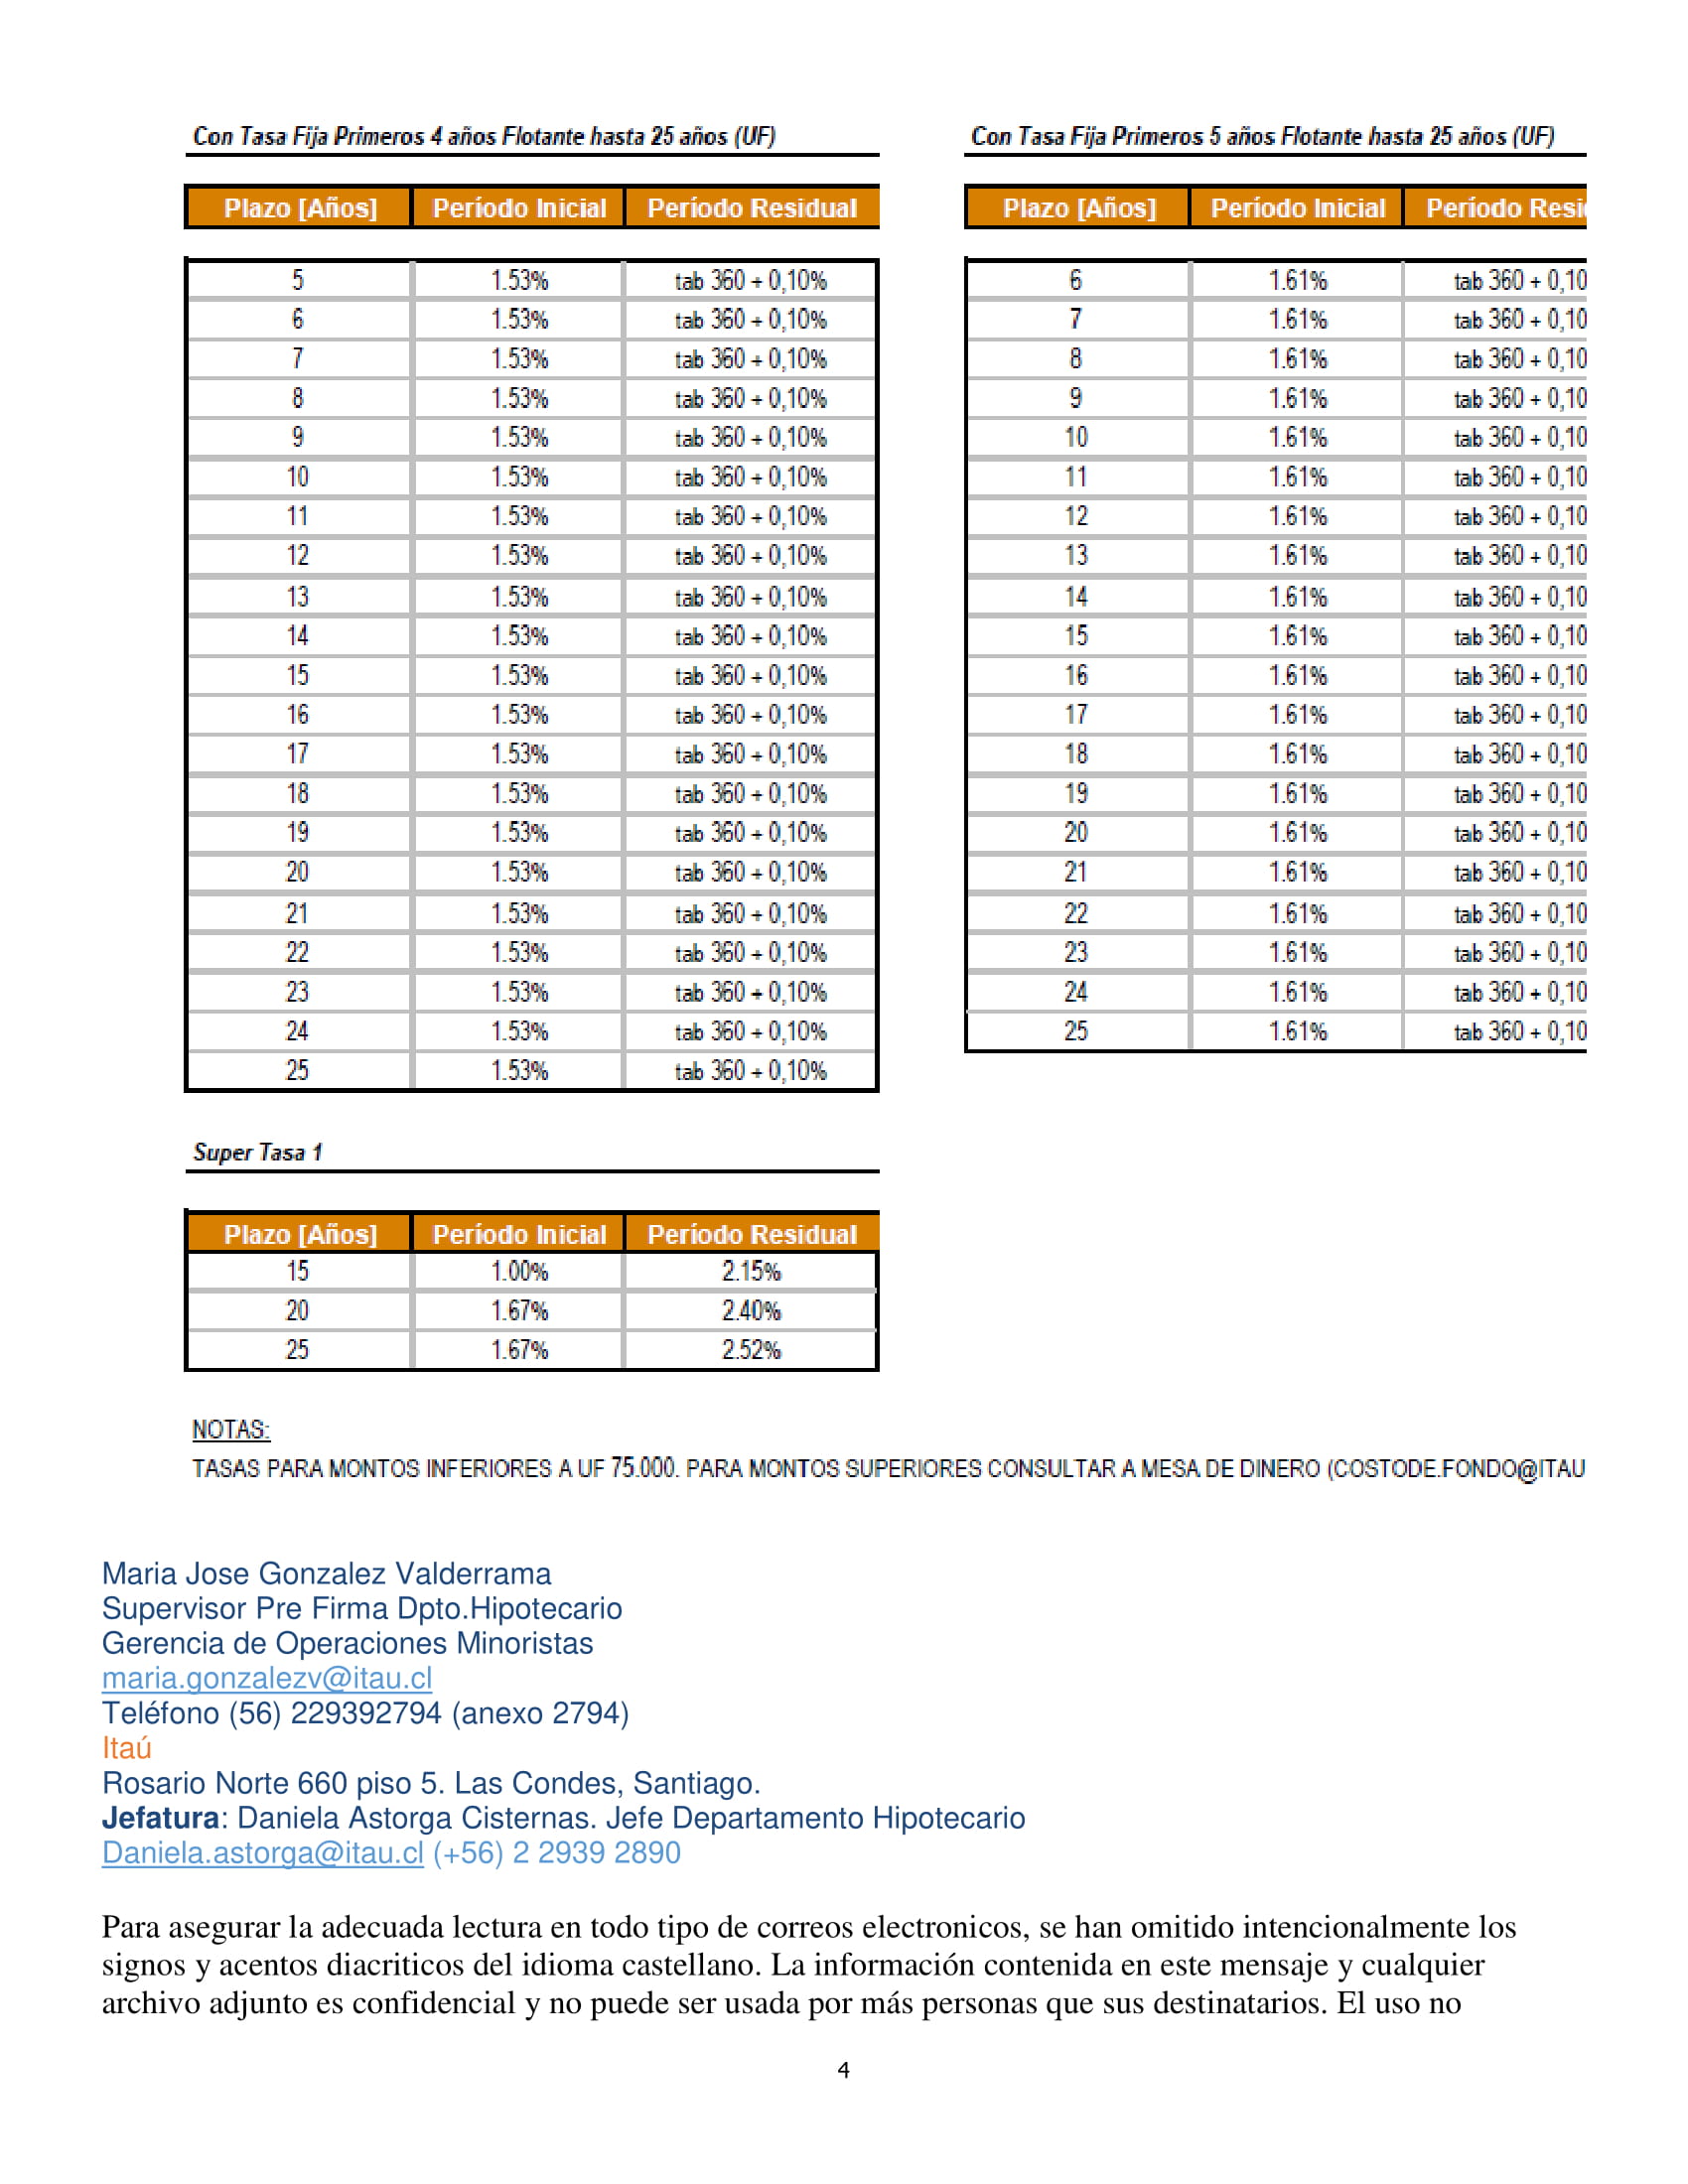 Con Tasa Fija Primeros 4 años Flotante hasta 25 años (UF)
Plazo [Años] Período Inicial Período Residual
5 1.53% tab 360 + 0,10%
6 1.53% tab 360 + 0,10%
7 1.53% tab 360 + 0,10%
8 1.53% tab 360 + 0,10%
9 1.53% tab 360 + 0,10%
10 1.53% tab 360 + 0,10%
11 1.53% tab 360 + 0,10%
12 1.53% tab 360 + 0,10%
13 1.53% tab 360 + 0,10%
14 1.53% tab 360 + 0,10%
15 1.53% tab 360 + 0,10%
16 1.53% tab 360 + 0,10%
17 1.53% tab 360 + 0,10%
18 1.53% tab 360 + 0,10%
19 1.53% tab 360 + 0,10%
20 1.53% tab 360 + 0,10%
21 1.53% tab 360 + 0,10%
22 1.53% tab 360 + 0,10%
23 1.53% tab 360 + 0,10%
24 1.53% tab 360 + 0,10%
25 1.53% tab 360 + 0,10%
Con Tasa Fija Primeros 5 años Flotante hasta 25 años (UF)
Plazo [Años] Período Inicial Período Resi
6 1.61% tab 360 + 0,10
7 1.61% tab 360 + 0,10
8 1.61% tab 360 + 0,10
9 1.61% tab 360 + 0,10
10 1.61% tab 360 + 0,10
11 1.61% tab 360 + 0,10
12 1.61% tab 360 + 0,10
13 1.61% tab 360 + 0,10
14 1.61% tab 360 + 0,10
15 1.61% tab 360 + 0,10
16 1.61% tab 360 + 0,10
17 1.61% tab 360 + 0,10
18 1.61% tab 360 + 0,10
19 1.61% tab 360 + 0,10
20 1.61% tab 360 + 0,10
21 1.61% tab 360 + 0,10
22 1.61% tab 360 + 0,10
23 1.61% tab 360 + 0,10
24 1.61% tab 360 + 0,10
25 1.61% tab 360 + 0,10
Super Tasa 1
Plazo [Años] Período Inicial Período Residual
15 1.00% 2.15%
20 1.67% 2.40%
25 1.67% 2.52%
NOTAS:
TASAS PARA MONTOS INFERIORES A UF 75.000. PARA MONTOS SUPERIORES CONSULTAR A MESA DE DINERO (COSTODE.FONDO@ITAU
Maria Jose Gonzalez Valderrama
Supervisor Pre Firma Dpto.Hipotecario
Gerencia de Operaciones Minoristas
maria.gonzalezv@itau.cl
Teléfono (56) 229392794 (anexo 2794)
Itaú
Rosario Norte 660 piso 5. Las Condes, Santiago.
Jefatura: Daniela Astorga Cisternas. Jefe Departamento Hipotecario
Daniela.astorga@itau.cl (+56) 2 2939 2890
Para asegurar la adecuada lectura en todo tipo de correos electronicos, se han omitido intencionalmente los
signos y acentos diacriticos del idioma castellano. La información contenida en este mensaje y cualquier
archivo adjunto es confidencial y no puede ser usada por más personas que sus destinatarios. El uso no
4